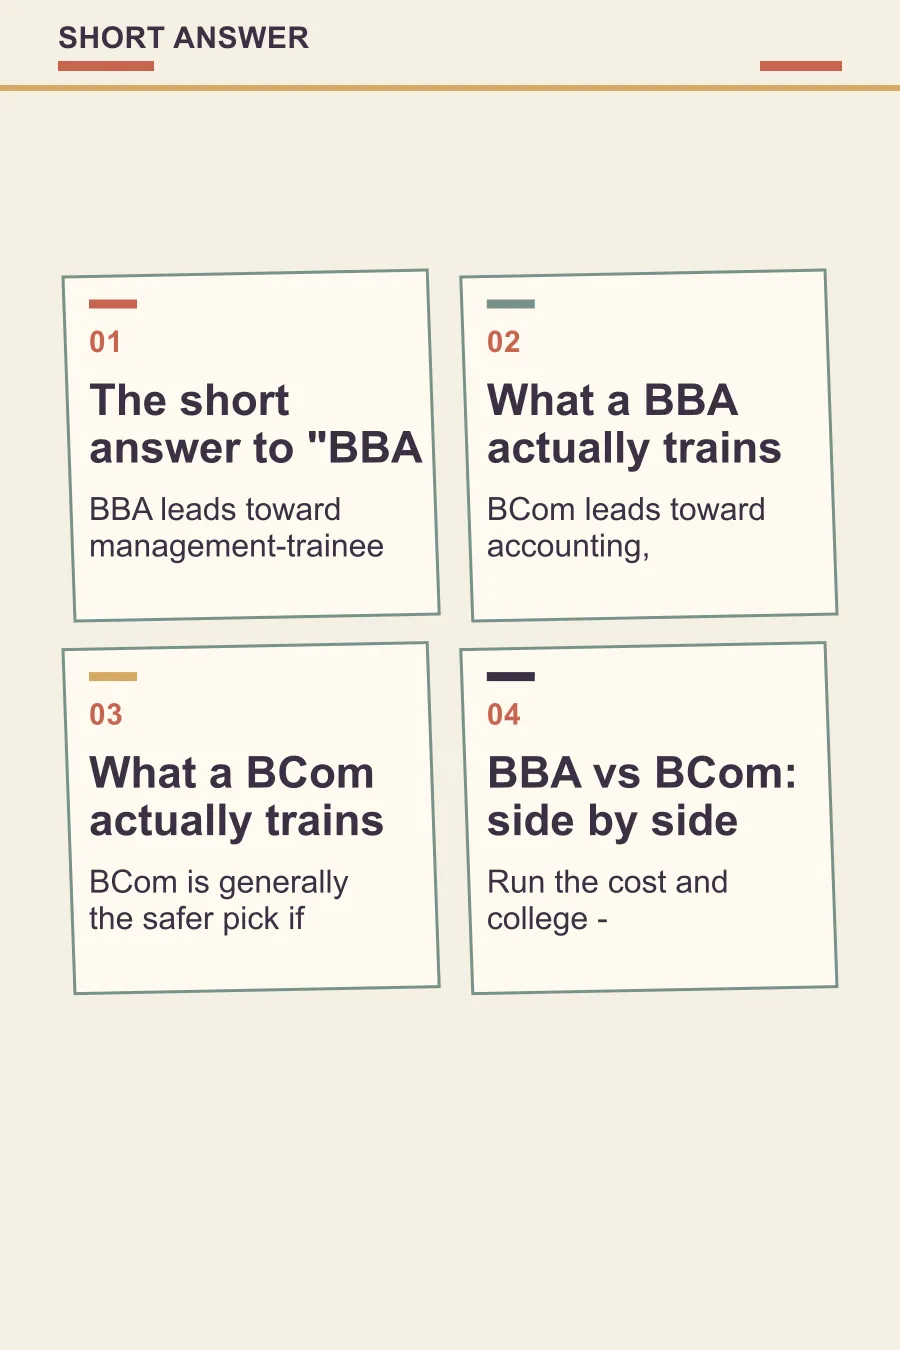 SHORT ANSWER
01
The short
answer to "BBA
BBA leads toward
management-trainee
02
What a BBA
actually trains
BCom leads toward
accounting,
03
What a BCom
actually trains
BCom is generally
the safer pick if
04
BBA vs BCom:
side by side
Run the cost and
college -